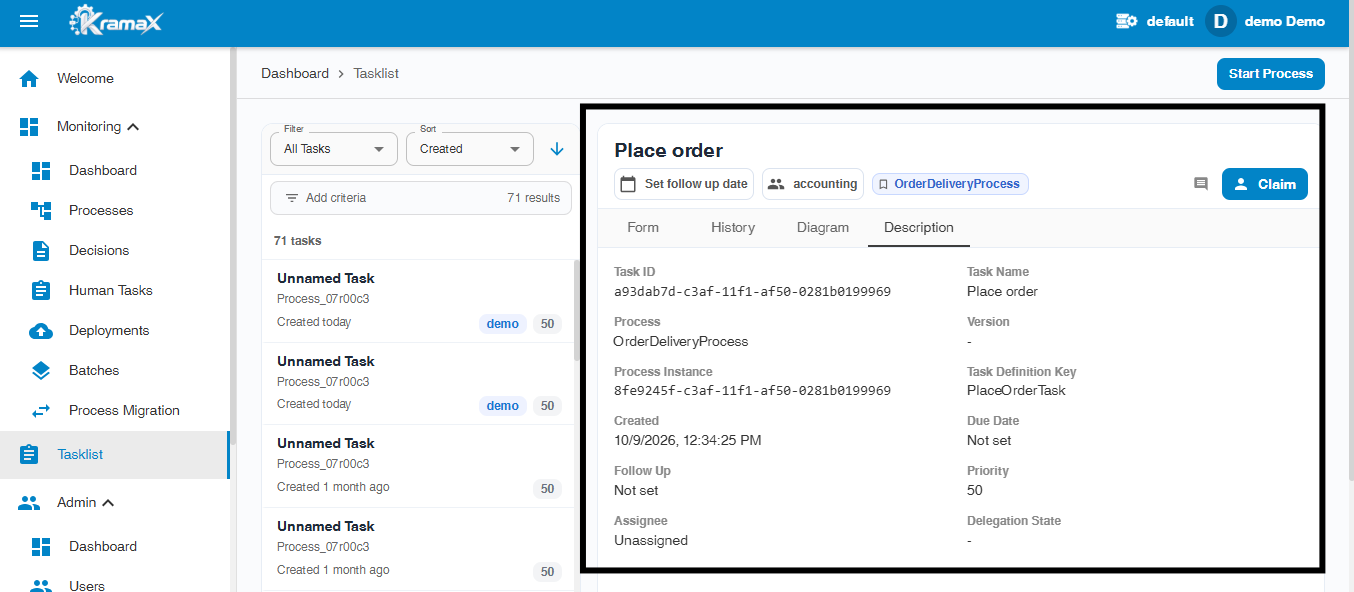 KramaX
default
D
demo Demo
Welcome
Monitoring
Dashboard
Processes
Decisions
Human Tasks
Deployments
Batches
Process Migration
Tasklist
Admin
Dashboard
Users
Dashboard > Tasklist
Start Process
Filter
All Tasks
Sort
Created
Add criteria
71 results
71 tasks
Unnamed Task
Process_07r00c3
Created today
demo
50
Unnamed Task
Process_07r00c3
Created today
demo
50
Unnamed Task
Process_07r00c3
Created 1 month ago
50
Unnamed Task
Process_07r00c3
Created 1 month ago
50
Place order
Set follow up date
accounting
OrderDeliveryProcess
Claim
Form
History
Diagram
Description
Task ID
a93dab7d-c3af-11f1-af50-0281b0199969
Task Name
Place order
Process
OrderDeliveryProcess
Version
-
Process Instance
8fe9245f-c3af-11f1-af50-0281b0199969
Task Definition Key
PlaceOrderTask
Created
10/9/2026, 12:34:25 PM
Due Date
Not set
Follow Up
Not set
Priority
50
Assignee
Unassigned
Delegation State
-